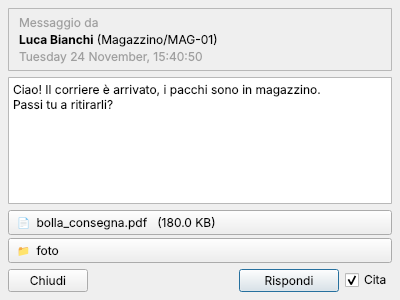 Messaggio da
Luca Bianchi (Magazzino/MAG-01)
Tuesday 24 November, 15:40:50
Ciao! Il corriere è arrivato, i pacchi sono in magazzino.
Passi tu a ritirarli?
bolla_consegna.pdf (180.0 KB)
foto
Chiudi
Rispondi
Cita